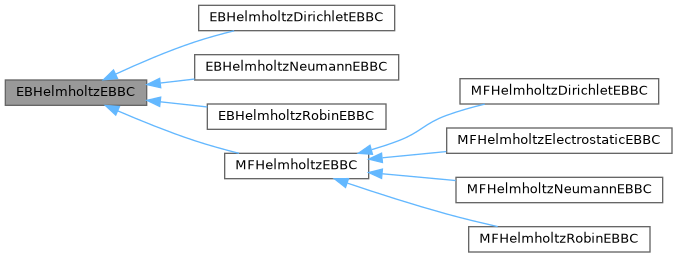 EBHelmholtzDirichletEBBC
EBHelmholtzNeumannEBBC
EBHelmholtzEBBC
EBHelmholtzRobinEBBC
MFHelmholtzEBBC
MFHelmholtzDirichletEBBC
MFHelmholtzElectrostaticEBBC
MFHelmholtzNeumannEBBC
MFHelmholtzRobinEBBC